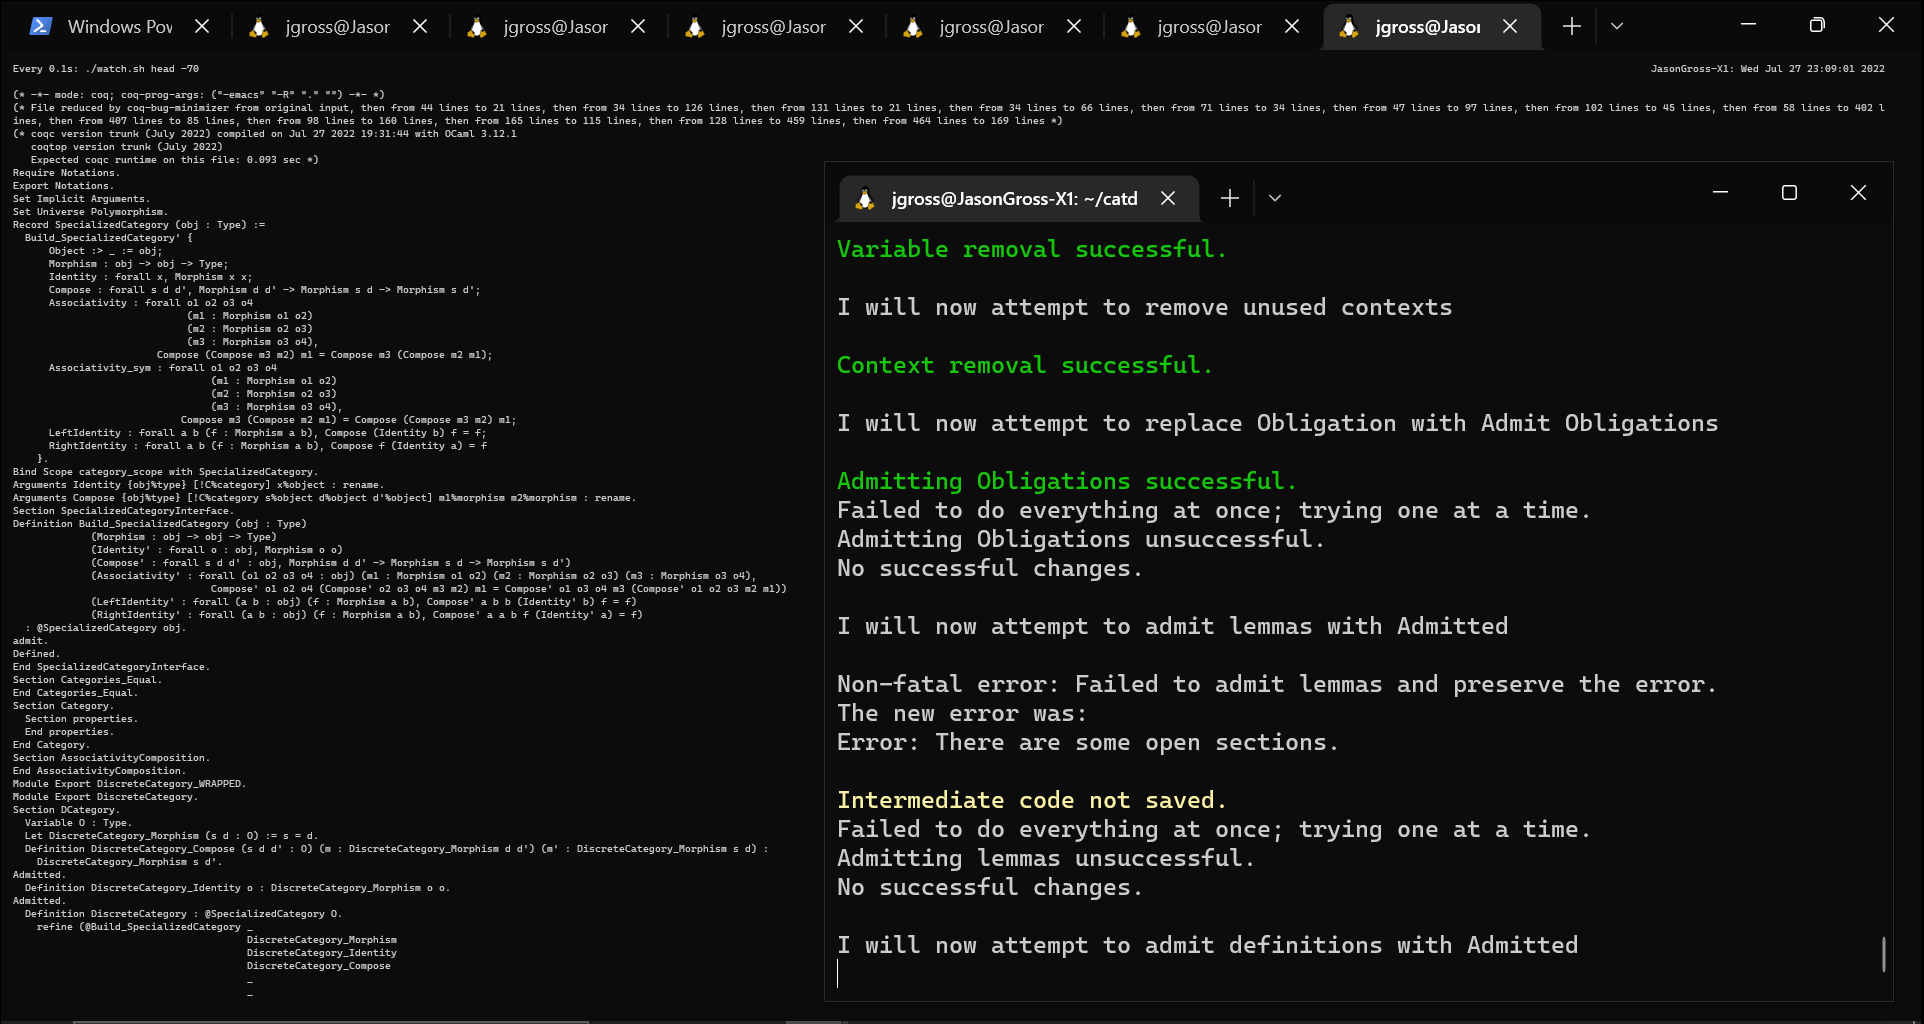 Windows Pow
jgross@Jasor
jgross@Jasor
jgross@Jasor
jgross@Jasor
jgross@Jasor
jgross@Jasor
Every 0.1s: ./watch.sh head -70
JasonGross-X1: Wed Jul 27 23:09:01 2022
(* -*- mode: coq; coq-prog-args: ("-emacs" "-R" "." "") -*- *)
(* File reduced by coq-bug-minimizer from original input, then from 44 lines to 21 lines, then from 34 lines to 126 lines, then from 131 lines to 21 lines, then from 34 lines to 66 lines, then from 71 lines to 34 lines, then from 47 lines to 97 lines, then from 102 lines to 45 lines, then from 58 lines to 402 l
ines, then from 407 lines to 85 lines, then from 98 lines to 160 lines, then from 165 lines to 115 lines, then from 128 lines to 459 lines, then from 464 lines to 169 lines *)
(* coqc version trunk (July 2022) compiled on Jul 27 2022 19:31:44 with OCaml 3.12.1
coqtop version trunk (July 2022)
Expected coqc runtime on this file: 0.093 sec *)
Require Notations.
Export Notations.
Set Implicit Arguments.
Set Universe Polymorphism.
Record SpecializedCategory (obj : Type) :=
Build_SpecializedCategory' {
Object :> _ := obj;
Morphism : obj -> obj -> Type;
Identity : forall x, Morphism x x;
Compose : forall s d d', Morphism d d' -> Morphism s d -> Morphism s d';
Associativity : forall o1 o2 o3 o4
(m1 : Morphism o1 o2)
(m2 : Morphism o2 o3)
(m3 : Morphism o3 o4),
Compose (Compose m3 m2) m1 = Compose m3 (Compose m2 m1);
Associativity_sym : forall o1 o2 o3 o4
(m1 : Morphism o1 o2)
(m2 : Morphism o2 o3)
(m3 : Morphism o3 o4),
Compose m3 (Compose m2 m1) = Compose (Compose m3 m2) m1;
LeftIdentity : forall a b (f : Morphism a b), Compose (Identity b) f = f;
RightIdentity : forall a b (f : Morphism a b), Compose f (Identity a) = f
}.
Bind Scope category_scope with SpecializedCategory.
Arguments Identity {obj%type} [!C%category] x%object : rename.
Arguments Compose {obj%type} [!C%category s%object d%object d'%object] m1%morphism m2%morphism : rename.
Section SpecializedCategoryInterface.
Definition Build_SpecializedCategory (obj : Type)
(Morphism : obj -> obj -> Type)
(Identity' : forall o : obj, Morphism o o)
(Compose' : forall s d d' : obj, Morphism d d' -> Morphism s d -> Morphism s d')
(Associativity' : forall (o1 o2 o3 o4 : obj) (m1 : Morphism o1 o2) (m2 : Morphism o2 o3) (m3 : Morphism o3 o4),
Compose' o1 o2 o4 (Compose' o2 o3 o4 m3 m2) m1 = Compose' o1 o3 o4 m3 (Compose' o1 o2 o3 m2 m1))
(LeftIdentity' : forall (a b : obj) (f : Morphism a b), Compose' a b b (Identity' b) f = f)
(RightIdentity' : forall (a b : obj) (f : Morphism a b), Compose' a a b f (Identity' a) = f)
: @SpecializedCategory obj.
admit.
Defined.
End SpecializedCategoryInterface.
Section Categories_Equal.
End Categories_Equal.
Section Category.
Section properties.
End properties.
End Category.
Section AssociativityComposition.
End AssociativityComposition.
Module Export DiscreteCategory_WRAPPED.
Module Export DiscreteCategory.
Section DCategory.
Variable O : Type.
Let DiscreteCategory_Morphism (s d : O) := s = d.
Definition DiscreteCategory_Compose (s d d' : O) (m : DiscreteCategory_Morphism d d') (m' : DiscreteCategory_Morphism s d) :
DiscreteCategory_Morphism s d'.
Admitted.
Definition DiscreteCategory_Identity o : DiscreteCategory_Morphism o o.
Admitted.
Definition DiscreteCategory : @SpecializedCategory O.
refine (@Build_SpecializedCategory _
DiscreteCategory_Morphism
DiscreteCategory_Identity
DiscreteCategory_Compose
_
_
jgross@JasonGross-X1: ~/catd
Variable removal successful.
I will now attempt to remove unused contexts
Context removal successful.
I will now attempt to replace Obligation with Admit Obligations
Admitting Obligations successful.
Failed to do everything at once; trying one at a time.
Admitting Obligations unsuccessful.
No successful changes.
I will now attempt to admit lemmas with Admitted
Non-fatal error: Failed to admit lemmas and preserve the error.
The new error was:
Error: There are some open sections.
Intermediate code not saved.
Failed to do everything at once; trying one at a time.
Admitting lemmas unsuccessful.
No successful changes.
I will now attempt to admit definitions with Admitted